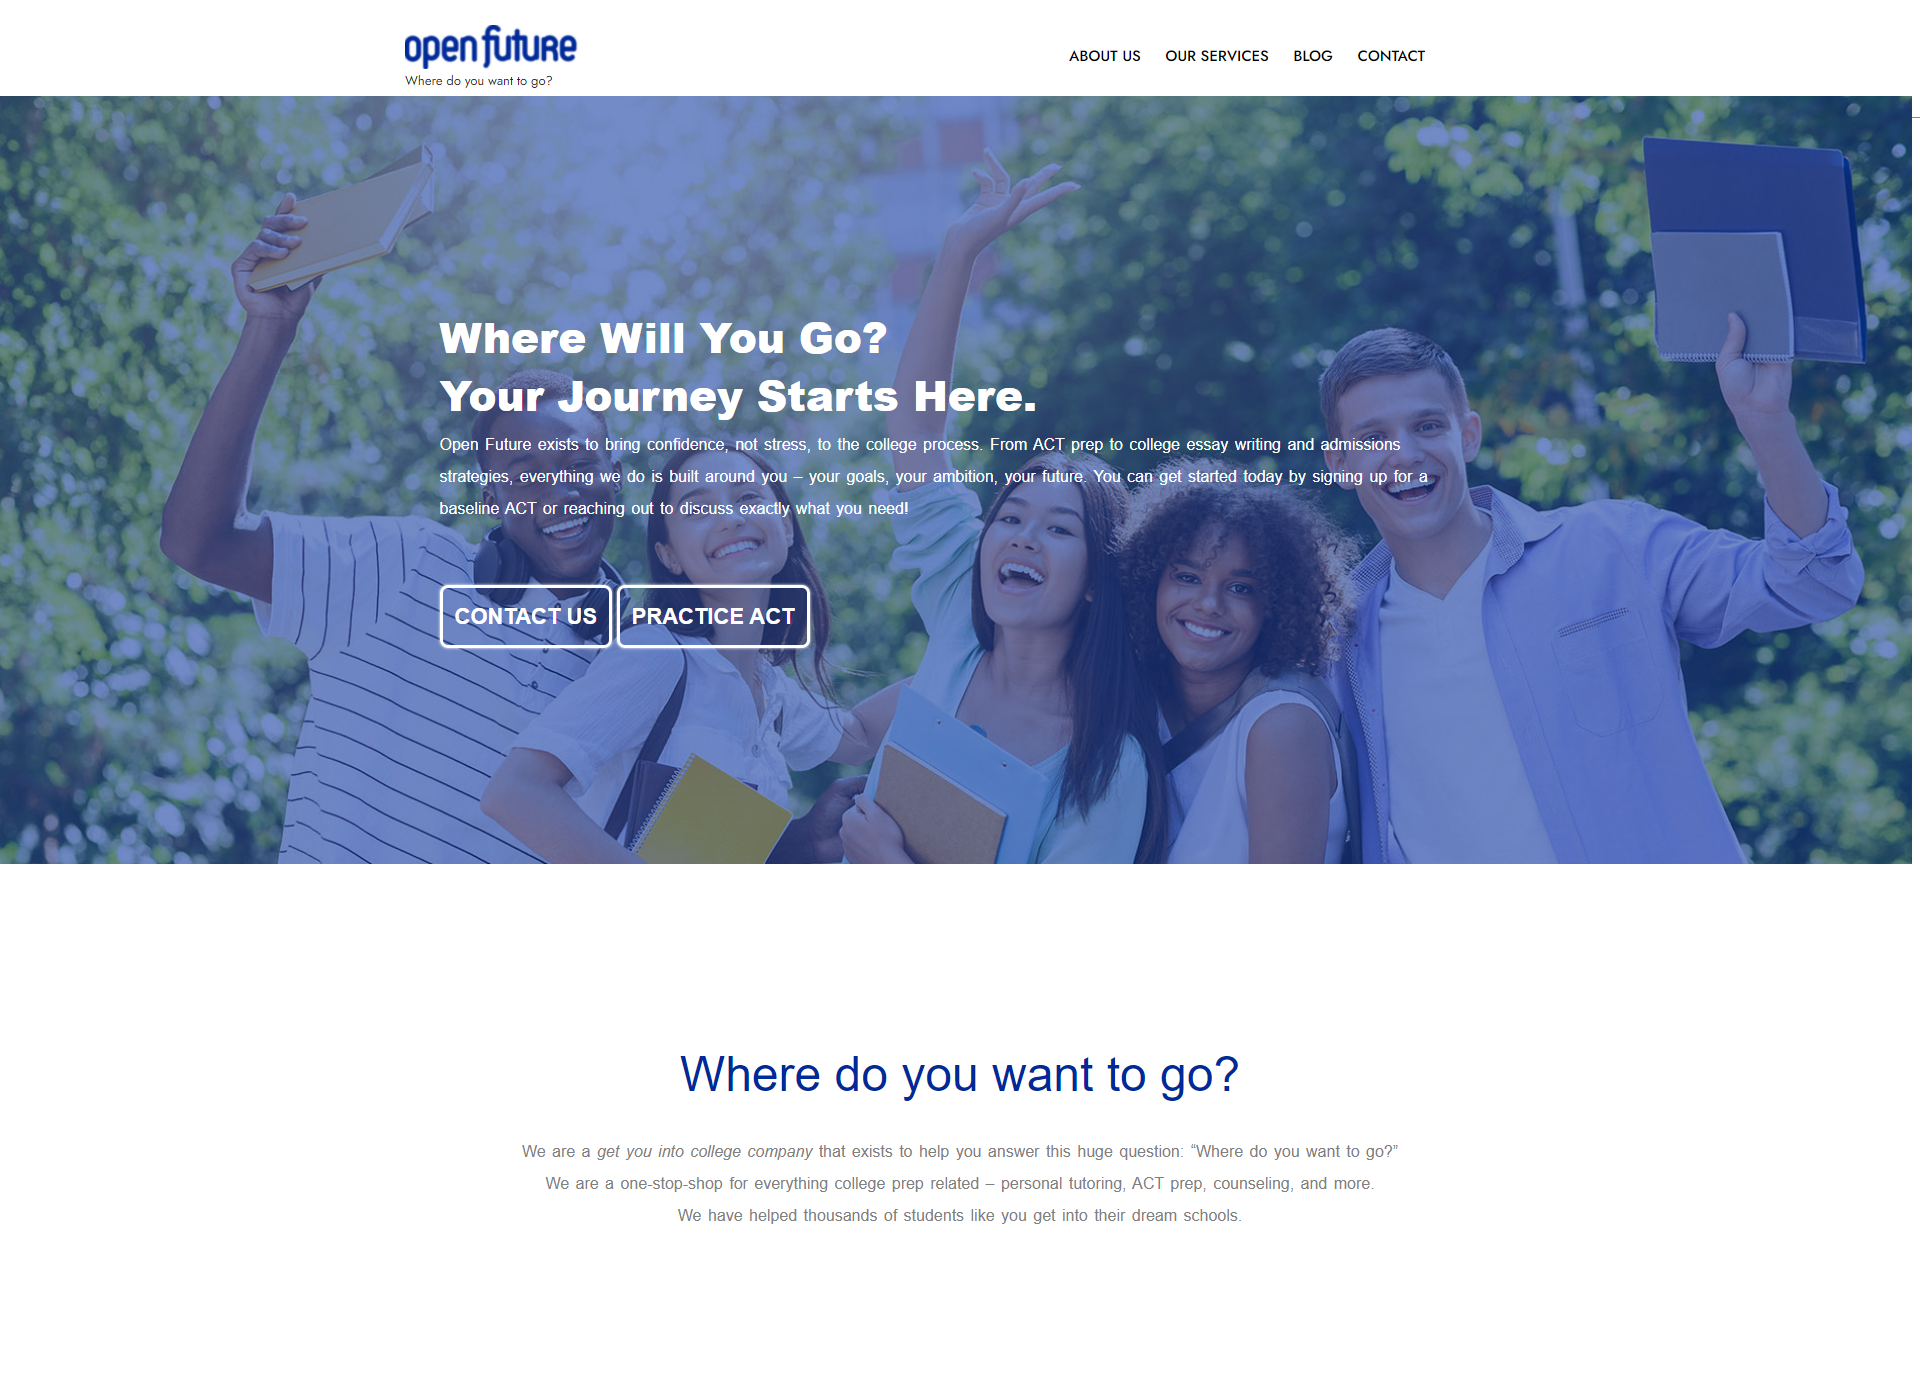 open future
Where do you want to go?
ABOUT US
OUR SERVICES
BLOG
CONTACT
Where Will You Go?
Your Journey Starts Here.
Open Future exists to bring confidence, not stress, to the college process. From ACT prep to college essay writing and admissions
strategies, everything we do is built around you – your goals, your ambition, your future. You can get started today by signing up for a
baseline ACT or reaching out to discuss exactly what you need!
CONTACT US
PRACTICE ACT
Where do you want to go?
We are a get you into college company that exists to help you answer this huge question: “Where do you want to go?”
We are a one-stop-shop for everything college prep related – personal tutoring, ACT prep, counseling, and more.
We have helped thousands of students like you get into their dream schools.